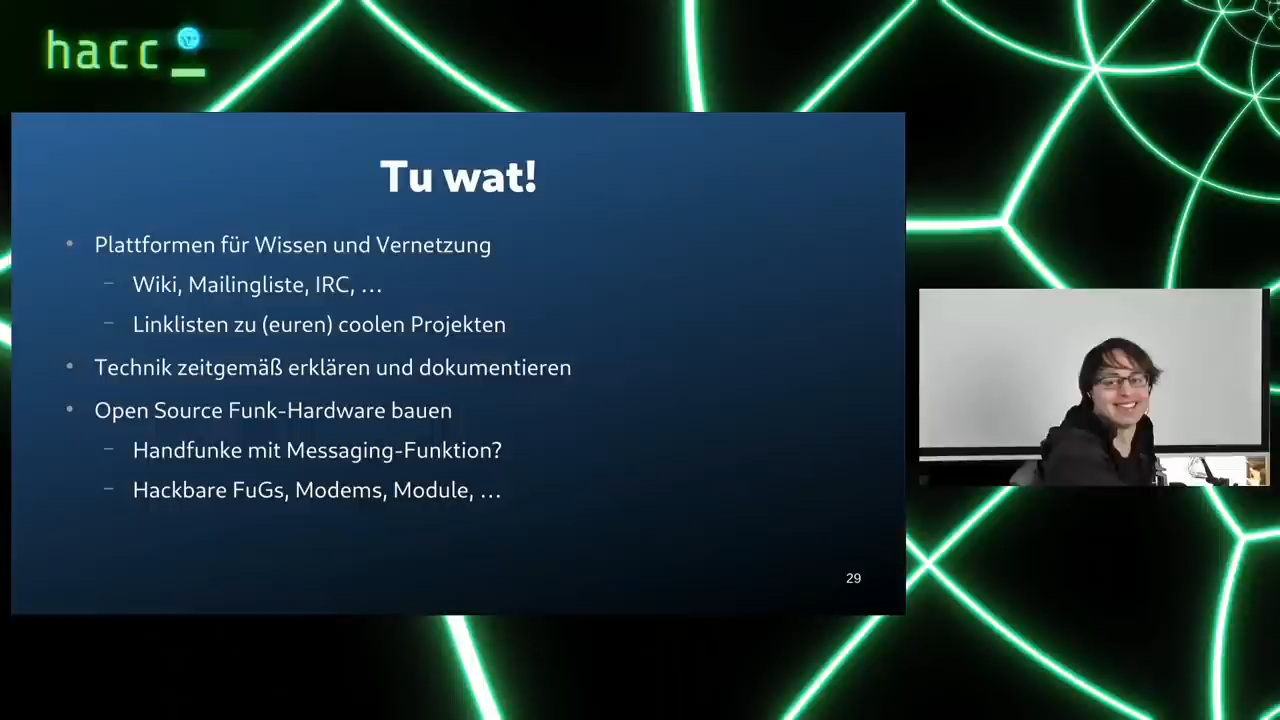 hacc
Tu wat!
• Plattformen für Wissen und Vernetzung
– Wiki, Mailingliste, IRC, …
– Linklisten zu (euren) coolen Projekten
• Technik zeitgemäß erklären und dokumentieren
• Open Source Funk-Hardware bauen
– Handfunke mit Messaging-Funktion?
– Hackbare FuGs, Modems, Module, …
29